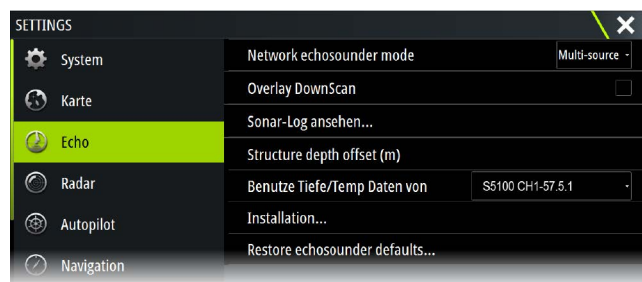 SETTINGS
System
Karte
Echo
Radar
Autopilot
Navigation
Network echosounder mode
Multi-source
Overlay DownScan
Sonar-Log ansehen...
Structure depth offset (m)
Benutze Tiefe/Temp Daten von
S5100 CH1-57.5.1
Installation...
Restore echosounder defaults...